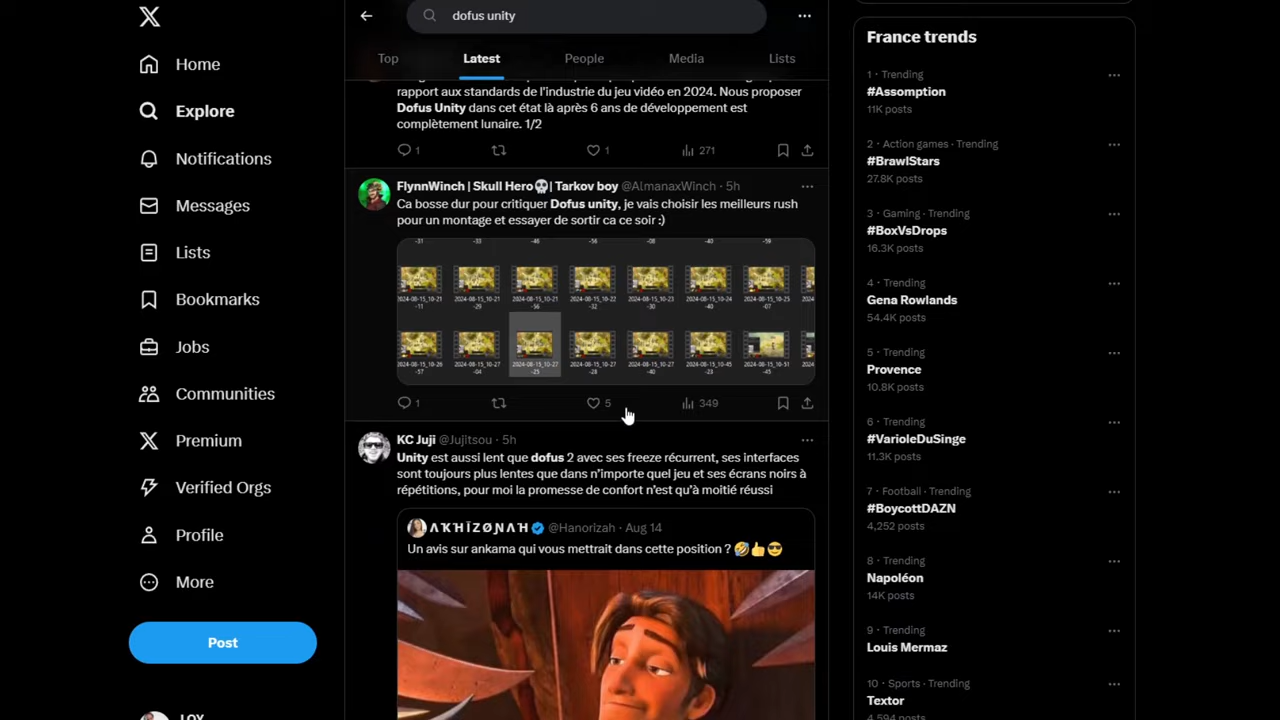 Home
Explore
Notifications
Messages
Lists
Bookmarks
Jobs
Communities
Premium
Verified Orgs
Profile
More
Post
dofus unity
Top
Latest
People
Media
Lists
rapport aux standards de l'industrie du jeu vidéo en 2024. Nous proposer
Dofus Unity dans cet état là après 6 ans de développement est
complètement lunaire. 1/2
1
1
271
FlynnWinch | Skull Hero💀| Tarkov boy @AlmanaxWinch · 5h
Ca bosse dur pour critiquer Dofus unity, je vais choisir les meilleurs rush
pour un montage et essayer de sortir ca ce soir :)
1
5
349
KC Juji @Jujitsou · 5h
Unity est aussi lent que dofus 2 avec ses freeze récurrent, ses interfaces
sont toujours plus lentes que dans n'importe quel jeu et ses écrans noirs à
répétitions, pour moi la promesse de confort n'est qu'à moitié réussi
@Hanorizah · Aug 14
Un avis sur ankama qui vous mettrait dans cette position ? 🤣👍😎
France trends
1 · Trending
#Assomption
11K posts
2 · Action games · Trending
#BrawlStars
27.8K posts
3 · Gaming · Trending
#BoxVsDrops
16.3K posts
4 · Trending
Gena Rowlands
54.4K posts
5 · Trending
Provence
10.8K posts
6 · Trending
#VarioleDuSinge
11.3K posts
7 · Football · Trending
#BoycottDAZN
4,252 posts
8 · Trending
Napoléon
14K posts
9 · Trending
Louis Mermaz
10 · Sports · Trending
Textor
4,594 posts